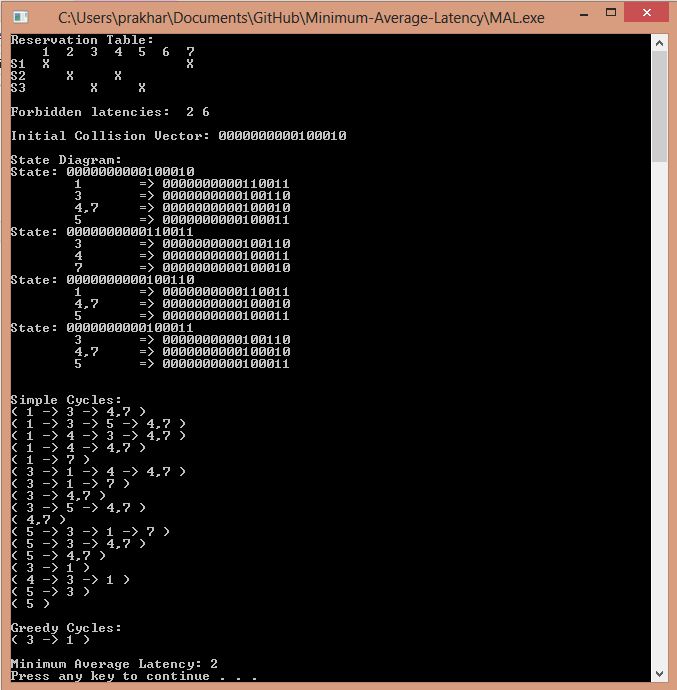 C:\Users\prakhar\Documents\GitHub\Minimum-Average-Latency\MAL.exe
Reservation Table:
1 2 3 4 5 6 7
S1 X X
S2 X X
S3 X X
Forbidden latencies: 2 6
Initial Collision Vector: 0000000000100010
State Diagram:
State: 0000000000100010
1 => 0000000000110011
3 => 0000000000100110
4,7 => 0000000000100010
5 => 0000000000100011
State: 0000000000110011
3 => 0000000000100110
4 => 0000000000100011
7 => 0000000000100010
State: 0000000000100110
1 => 0000000000110011
4,7 => 0000000000100010
5 => 0000000000100011
State: 0000000000100011
3 => 0000000000100110
4,7 => 0000000000100010
5 => 0000000000100011
Simple Cycles:
( 1 -> 3 -> 4,7 )
( 1 -> 3 -> 5 -> 4,7 )
( 1 -> 4 -> 3 -> 4,7 )
( 1 -> 4 -> 4,7 )
( 1 -> 7 )
( 3 -> 1 -> 4 -> 4,7 )
( 3 -> 1 -> 7 )
( 3 -> 4,7 )
( 3 -> 5 -> 4,7 )
( 4,7 )
( 5 -> 3 -> 1 -> 7 )
( 5 -> 3 -> 4,7 )
( 5 -> 4,7 )
( 3 -> 1 )
( 4 -> 3 -> 1 )
( 5 -> 3 )
( 5 )
Greedy Cycles:
( 3 -> 1 )
Minimum Average Latency: 2
Press any key to continue . . .